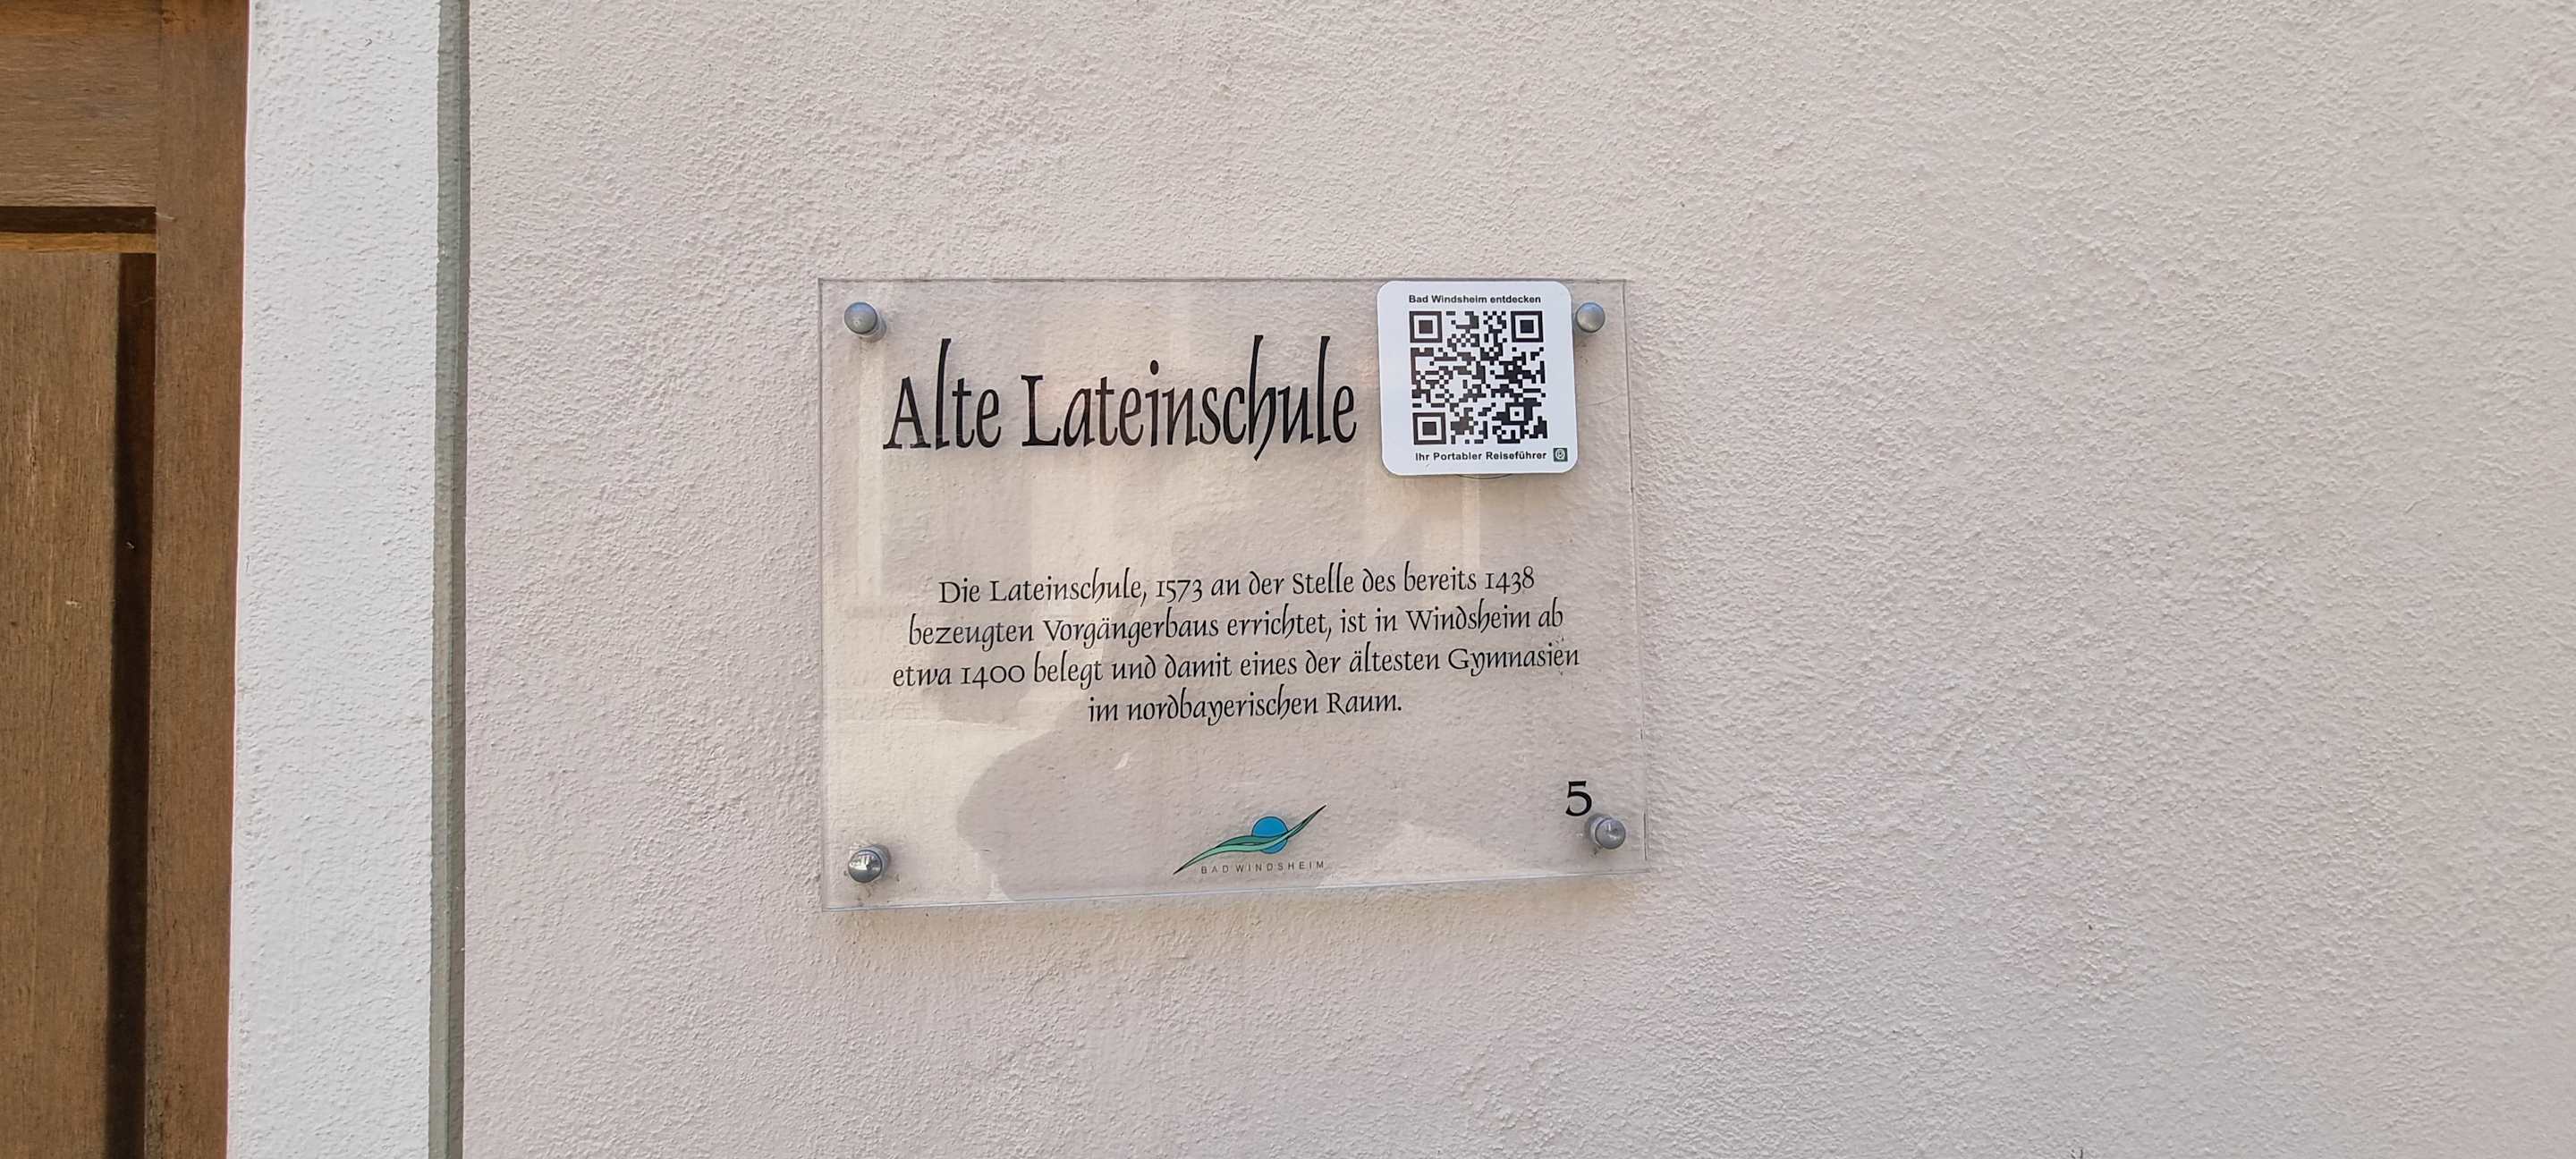 Bad Windsheim entdecken
Alte Lateinschule
Ihr Portabler Reiseführer
Die Lateinschule, 1573 an der Stelle des bereits 1438
bezeugten Vorgängerbaus errichtet, ist in Windsheim ab
etwa 1400 belegt und damit eines der ältesten Gymnasien
im nordbayerischen Raum.
5
BAD WINDSHEIM